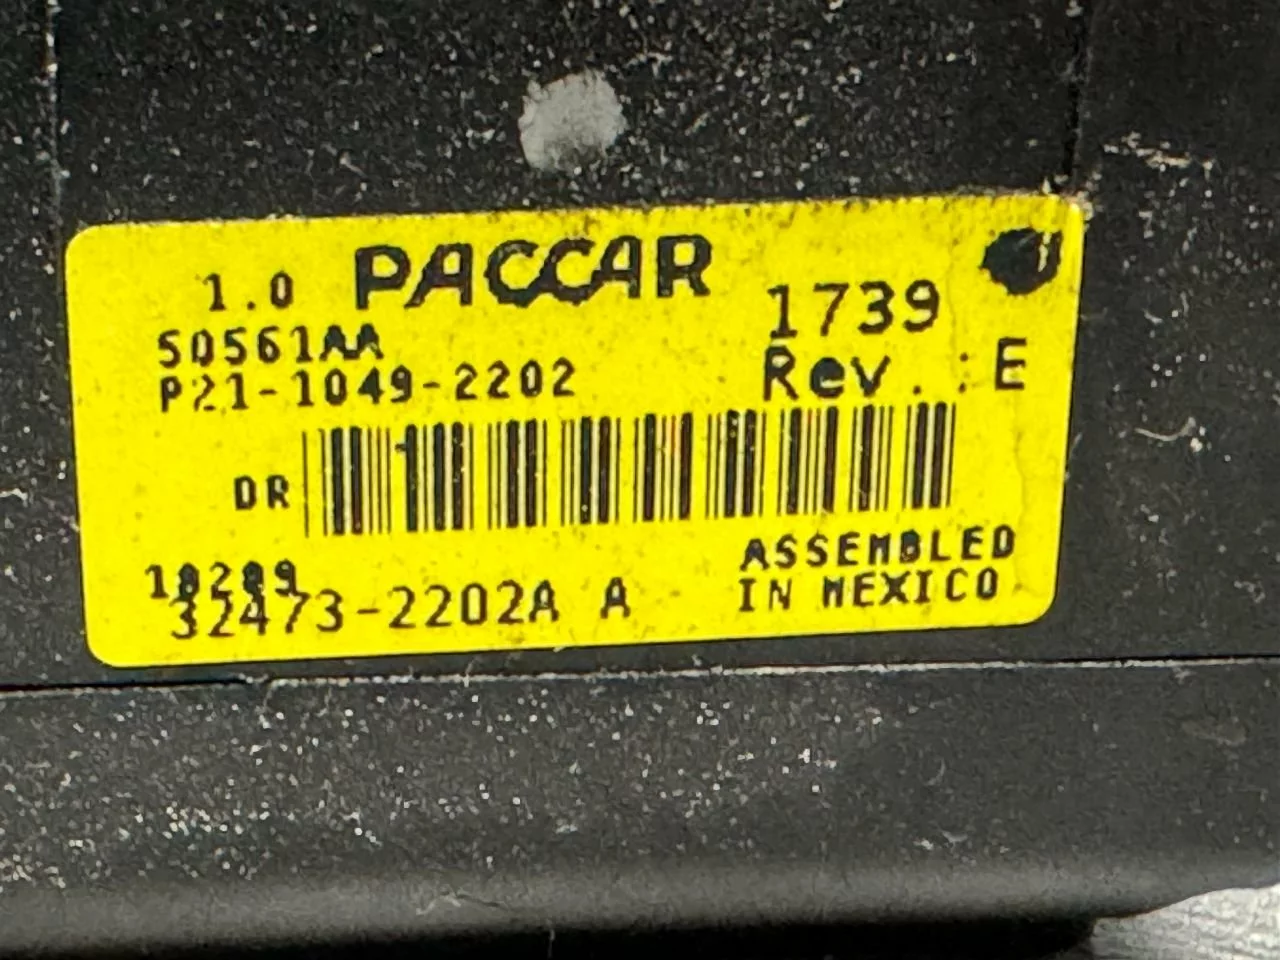 1.0 PACCAR 1739
50561AA
P21-1049-2202 Rev.:E
DR
32473-2202A A
ASSEMBLED
IN MEXICO